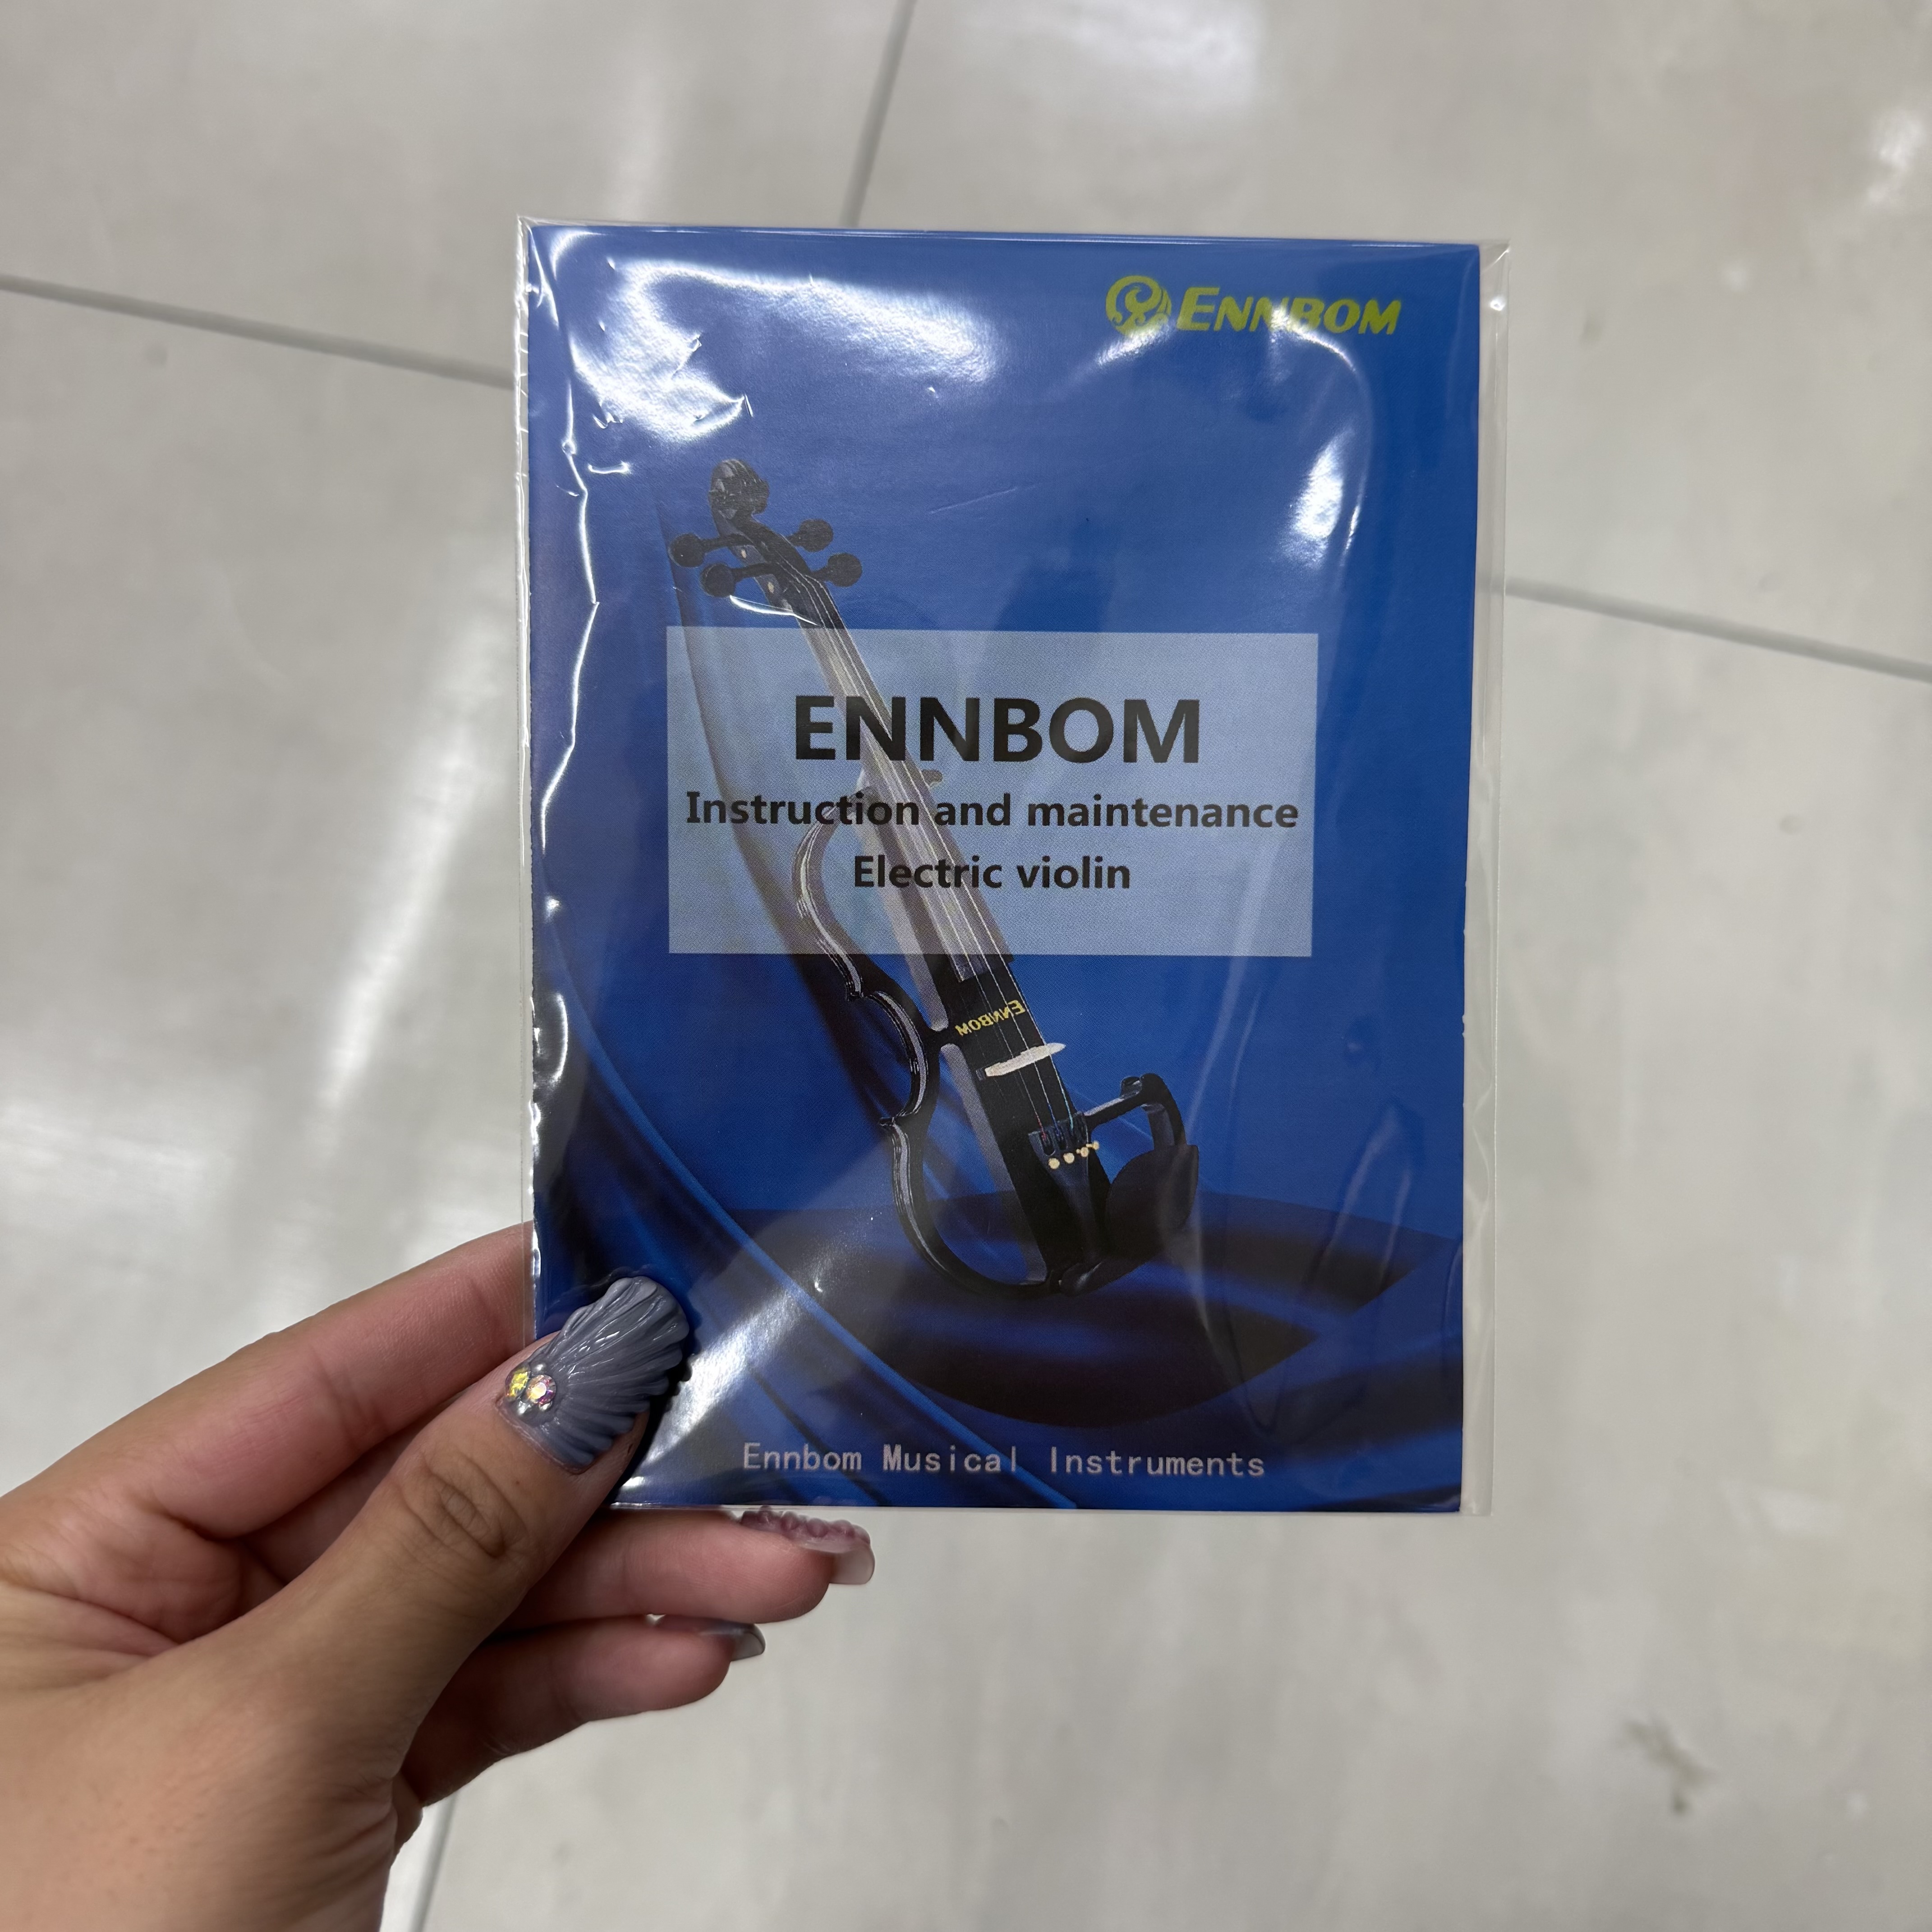 ENNBOM
ENNBOM
Instruction and maintenance
Electric violin
ENNBOM
Ennbom Musical Instruments